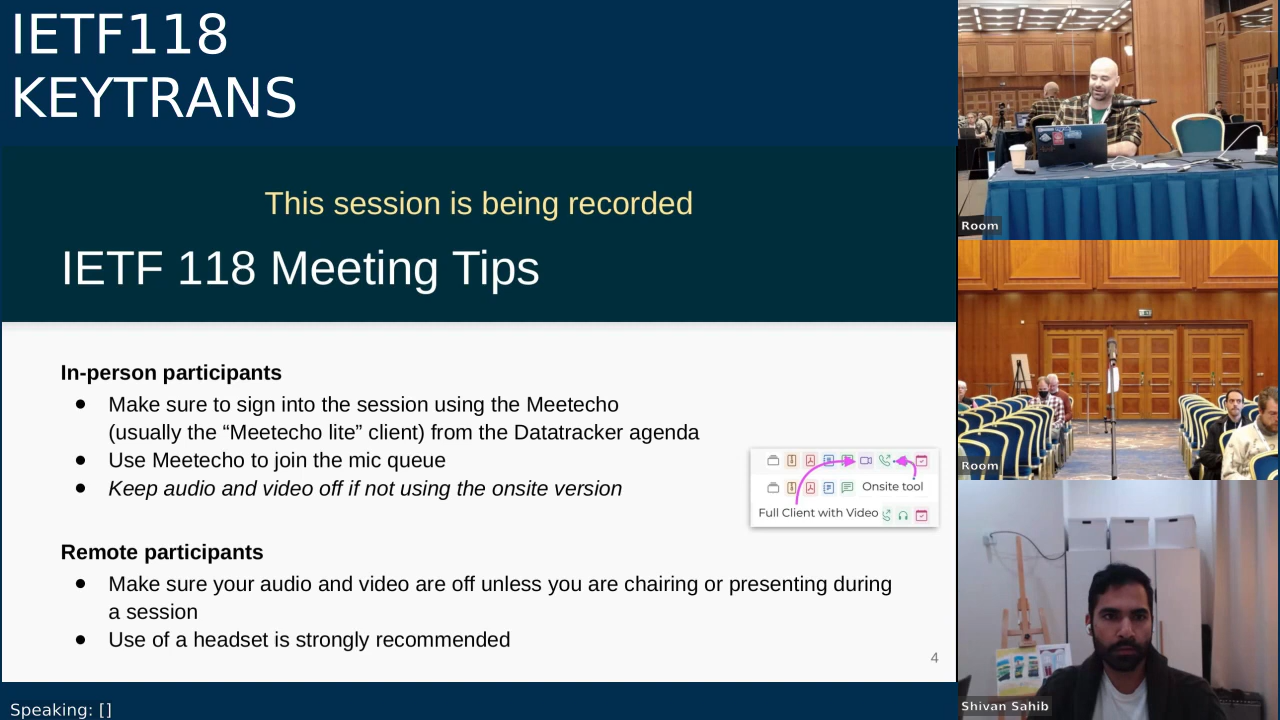 IETF118
KEYTRANS
This session is being recorded
IETF 118 Meeting Tips
In-person participants
● Make sure to sign into the session using the Meetecho
(usually the “Meetecho lite” client) from the Datatracker agenda
● Use Meetecho to join the mic queue
● Keep audio and video off if not using the onsite version
Onsite tool
Full Client with Video
Remote participants
● Make sure your audio and video are off unless you are chairing or presenting during
a session
● Use of a headset is strongly recommended
4
Speaking: []
Room
Room
Shivan Sahib